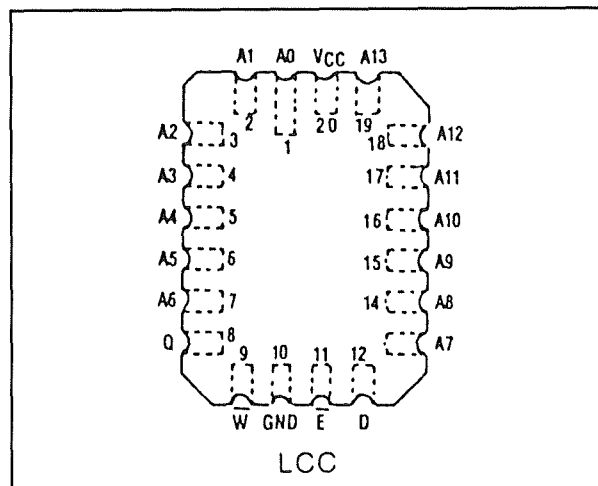 A1 A0 VCC A13
2 1 20 19
A2 3 18 A12
A3 4 17 A11
A4 5 16 A10
A5 6 15 A9
A6 7 14 A8
Q 8 A7
9 10 11 12
W̅ GND E̅ D
LCC